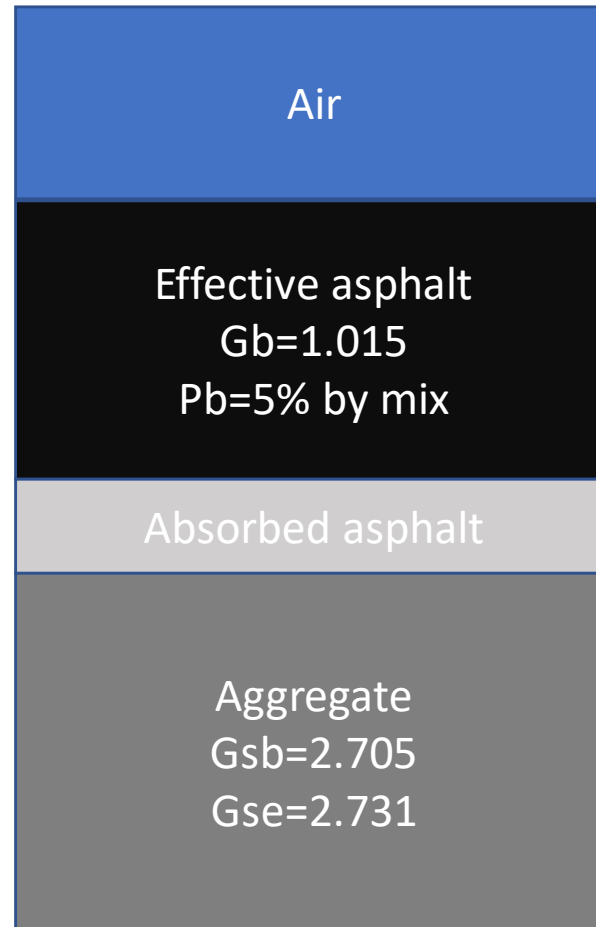 Air
Effective asphalt
Gb=1.015
Pb=5% by mix
Absorbed asphalt
Aggregate
Gsb=2.705
Gse=2.731